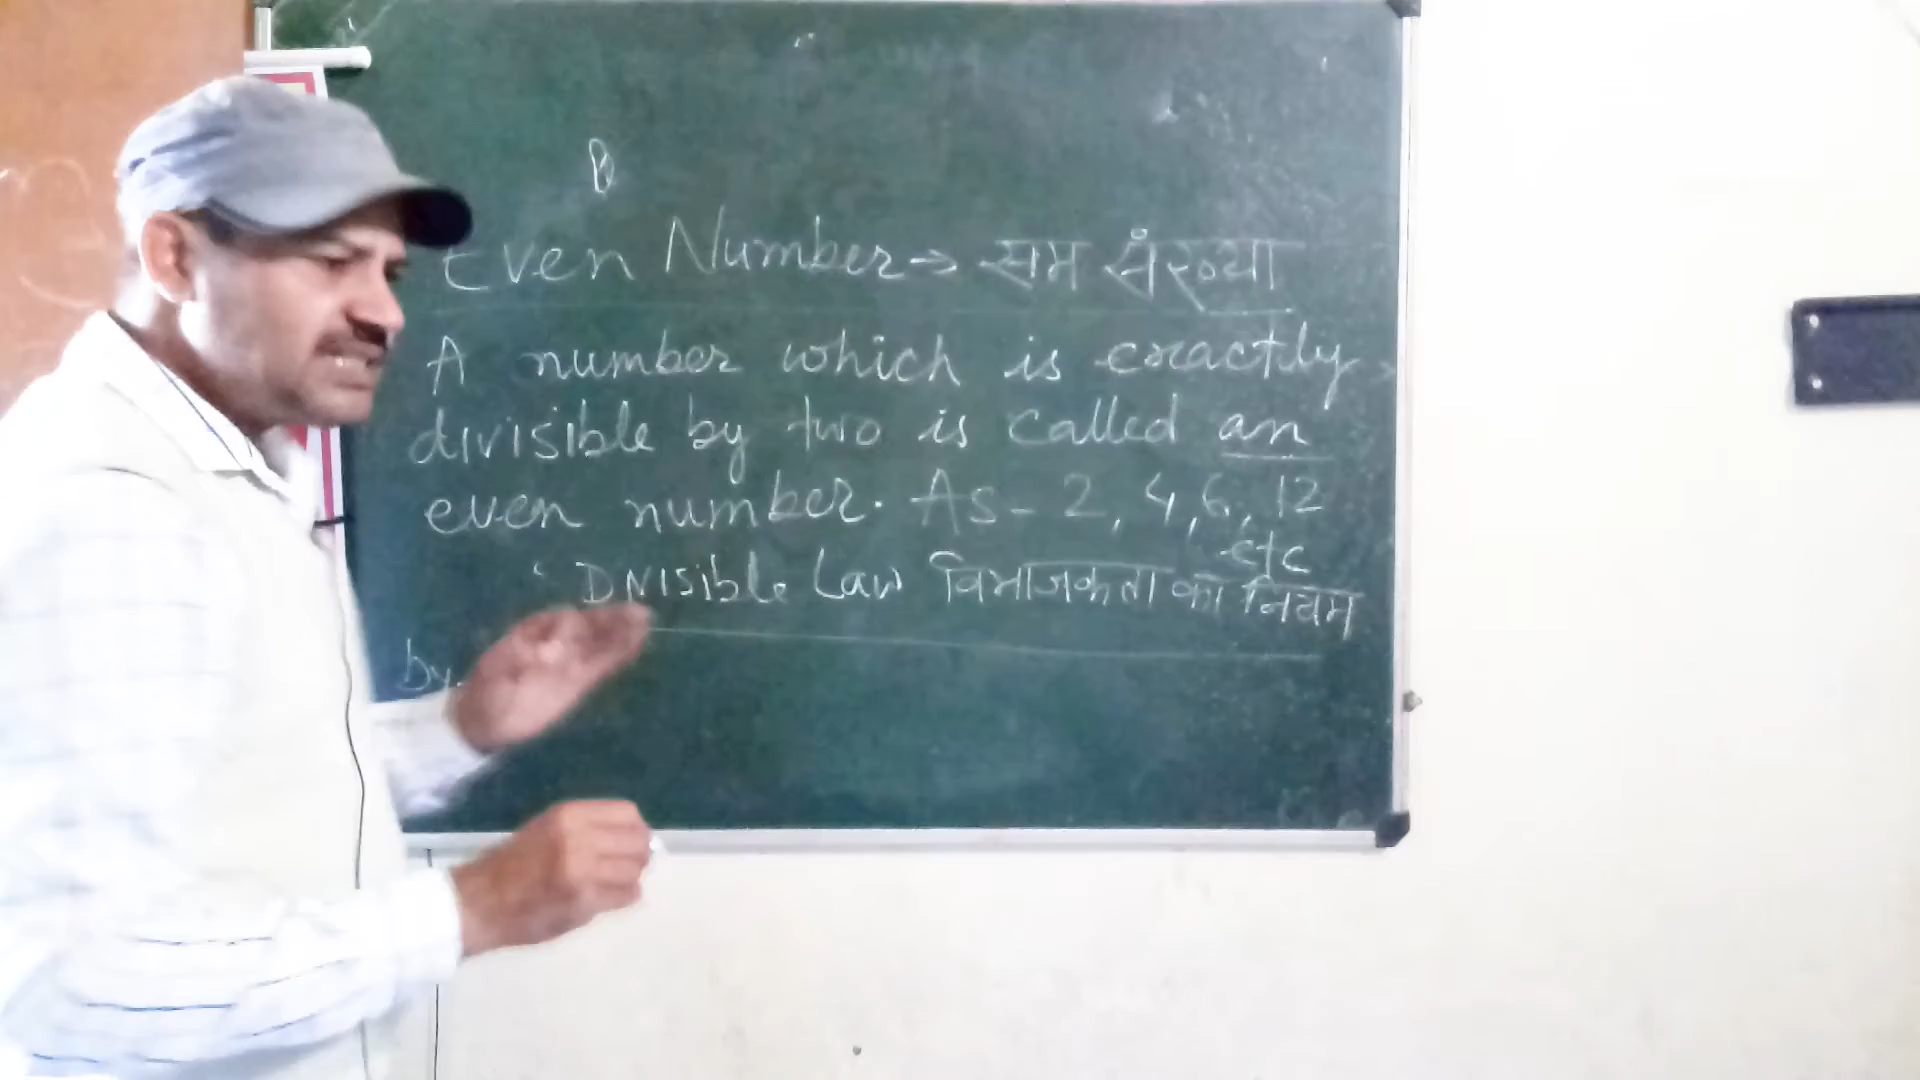 Even Number → सम संख्या
A number which is exactly
divisible by two is called an
even number. As - 2, 4, 6, 12
etc
Divisible Law विभाजकता का नियम
by